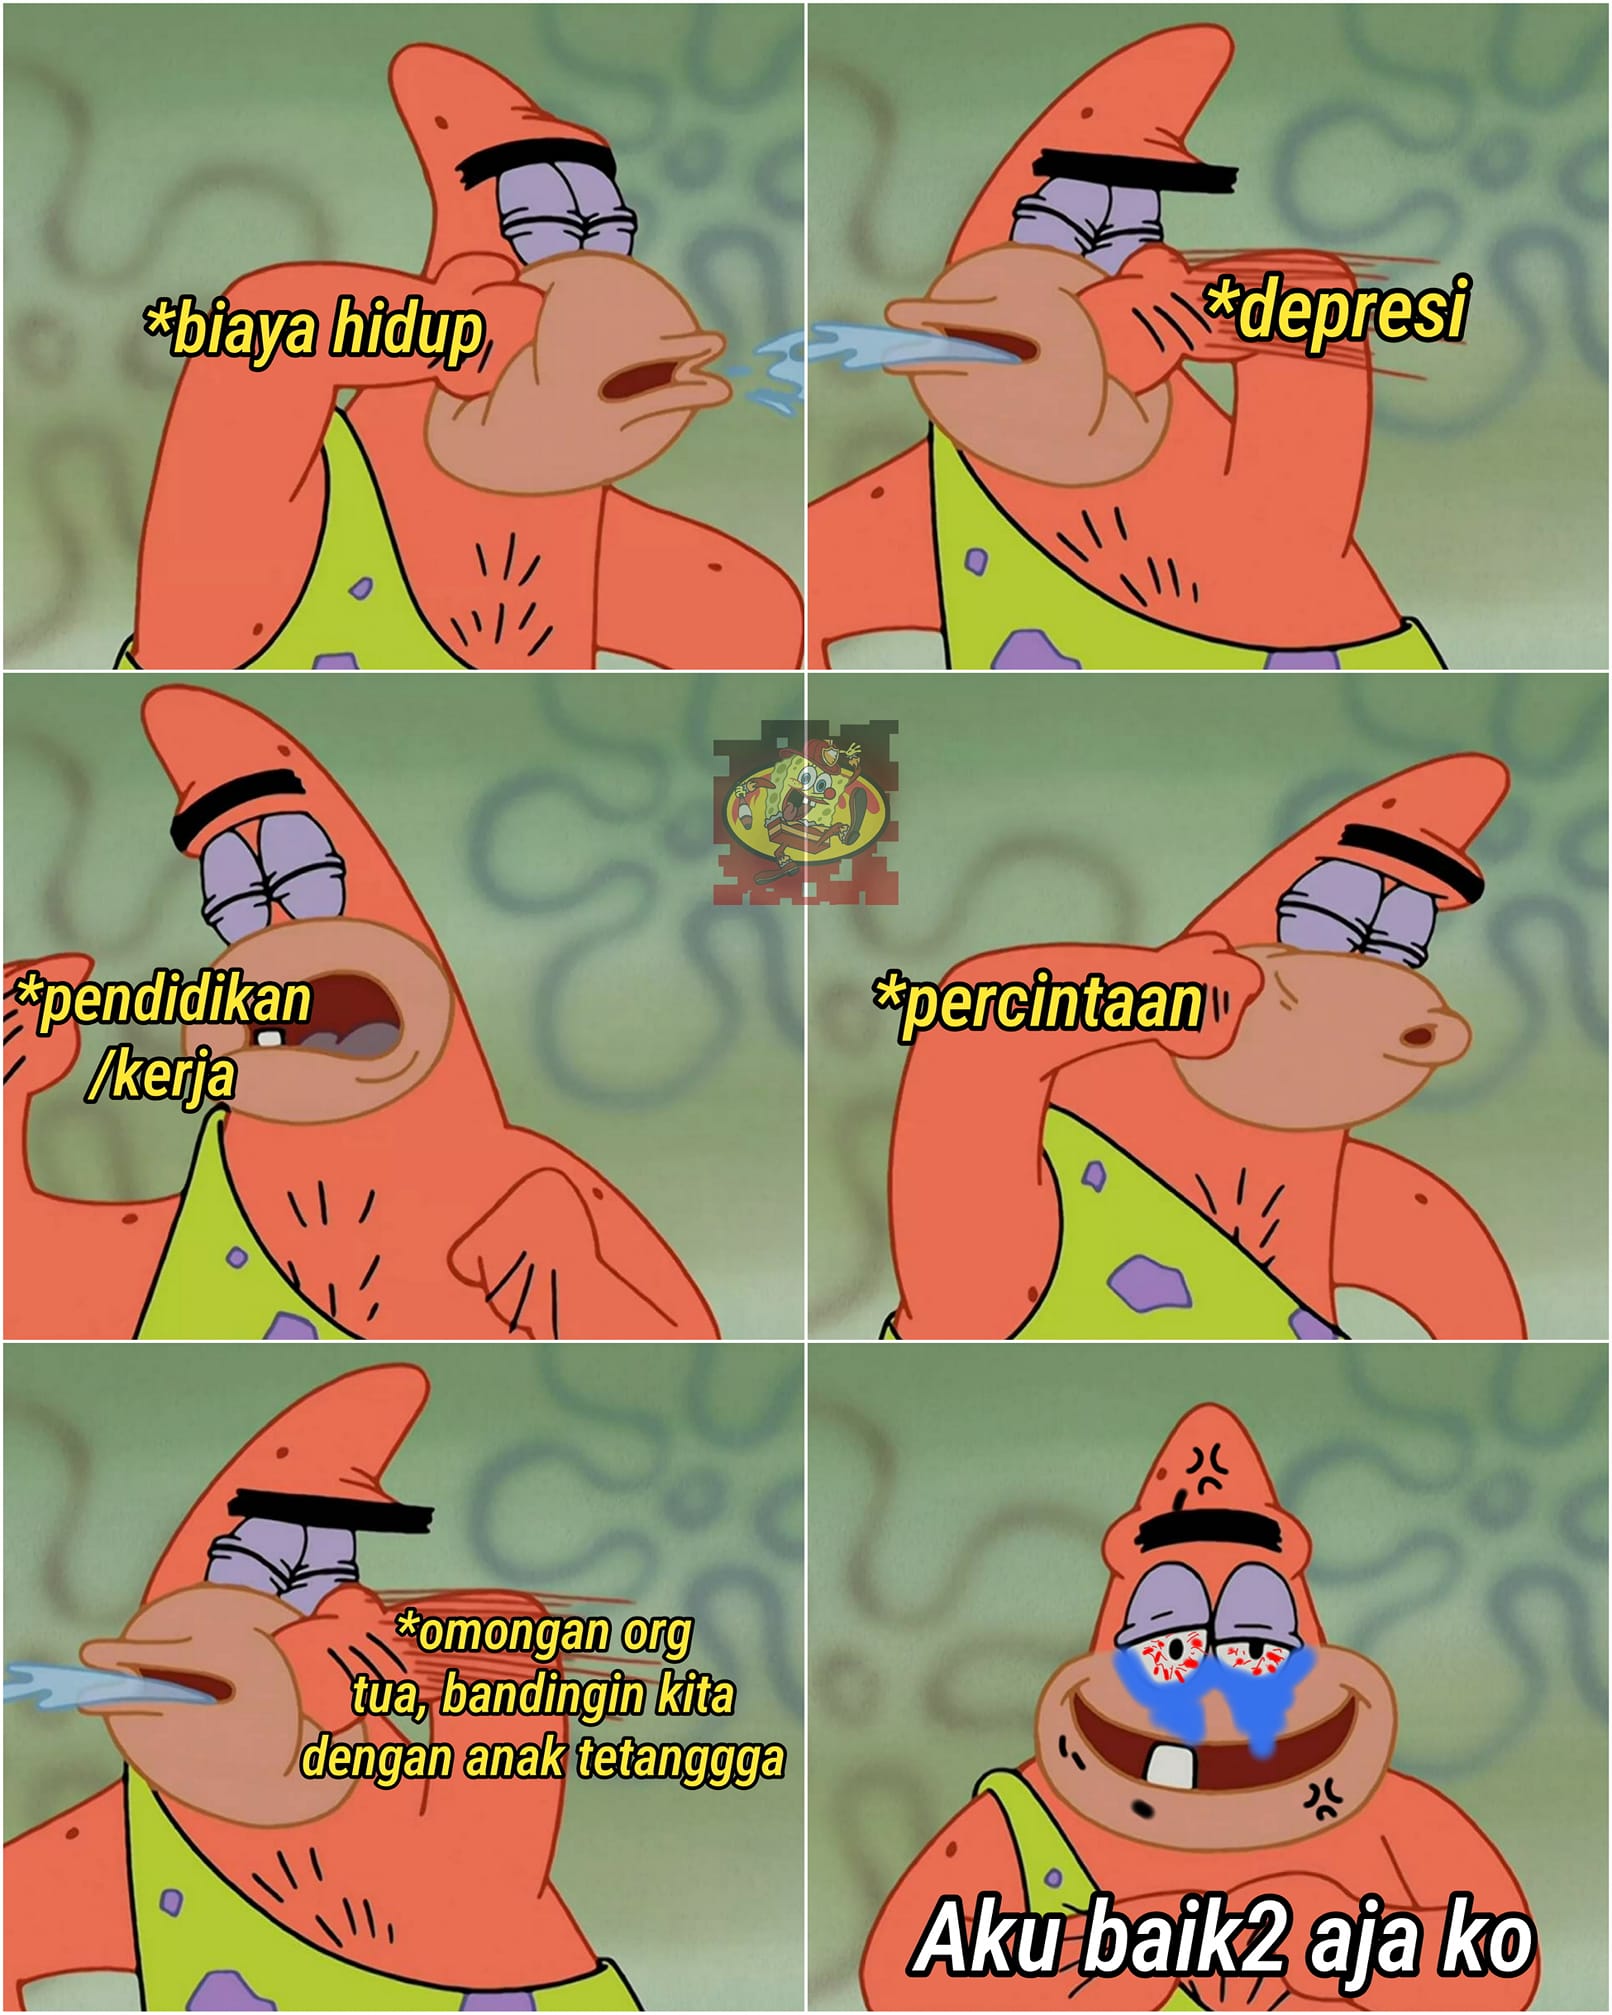 *biaya hidup
*depresi
*pendidikan
/kerja
*percintaan
*omongan org
tua, bandingin kita
dengan anak tetanggga
Aku baik2 aja ko